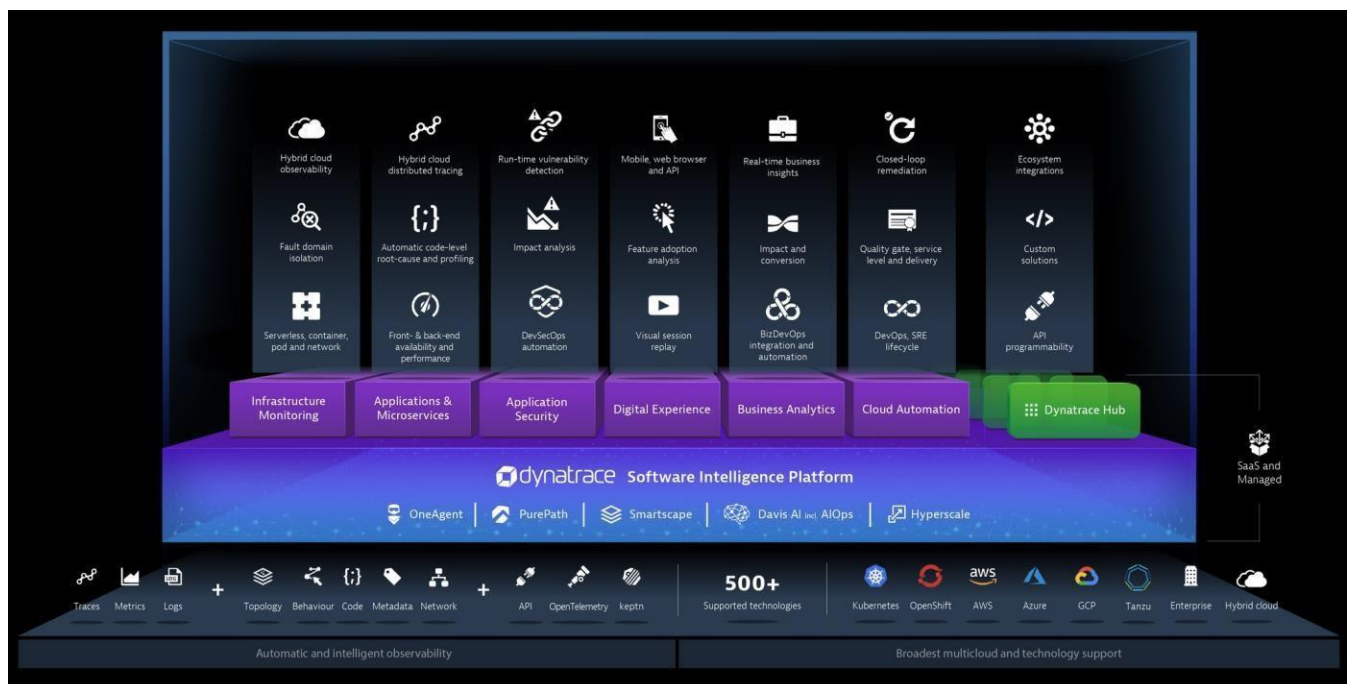 Hybrid cloud
observability
Hybrid cloud
distributed tracing
Run-time vulnerability
detection
Mobile, web browser
and API
Real-time business
insights
Closed-loop
remediation
Ecosystem
integrations
Fault domain
isolation
Automatic code-level
root-cause and profiling
Impact analysis
Feature adoption
analysis
Impact and
conversion
Quality gate, service
level and delivery
Custom
solutions
Serverless, container,
pod and network
Front- & back-end
availability and
performance
DevSecOps
automation
Visual session
replay
BizDevOps
integration and
automation
DevOps, SRE
lifecycle
API
programmability
Infrastructure
Monitoring
Applications &
Microservices
Application
Security
Digital Experience
Business Analytics
Cloud Automation
Dynatrace Hub
SaaS and
Managed
dynatrace Software Intelligence Platform
OneAgent
PurePath
Smartscape
Davis AI incl. AIOps
Hyperscale
LOG
Traces
Metrics
Logs
+
Topology
Behaviour
Code
Metadata
Network
+
API
OpenTelemetry
keptn
500+
Supported technologies
aws
Kubernetes
OpenShift
AWS
Azure
GCP
Tanzu
Enterprise
Hybrid cloud
Automatic and intelligent observability
Broadest multicloud and technology support